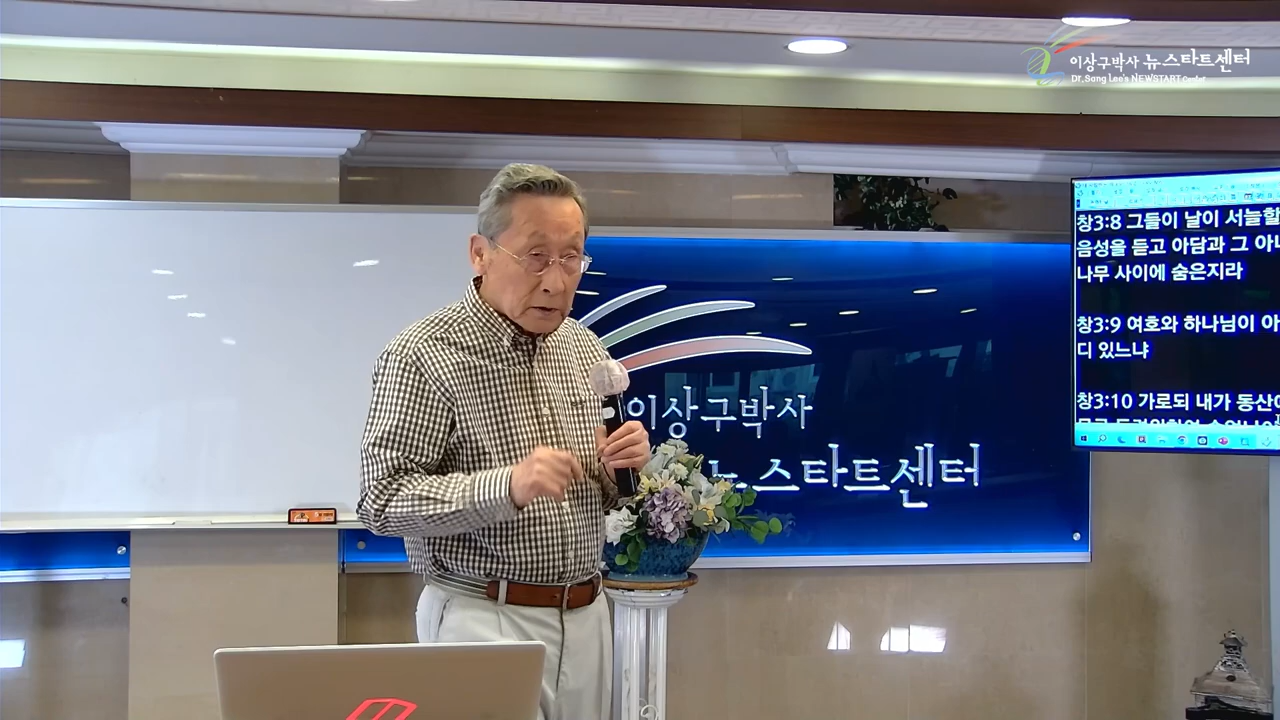 이상구박사 뉴스타트센터
Dr. Sang Lee's NEWSTART Center
창3:8 그들이 날이 서늘할
음성을 듣고 아담과 그 아내
나무 사이에 숨은지라
창3:9 여호와 하나님이 아
디 있느냐
창3:10 가로되 내가 동산에
이상구박사
뉴스타트센터